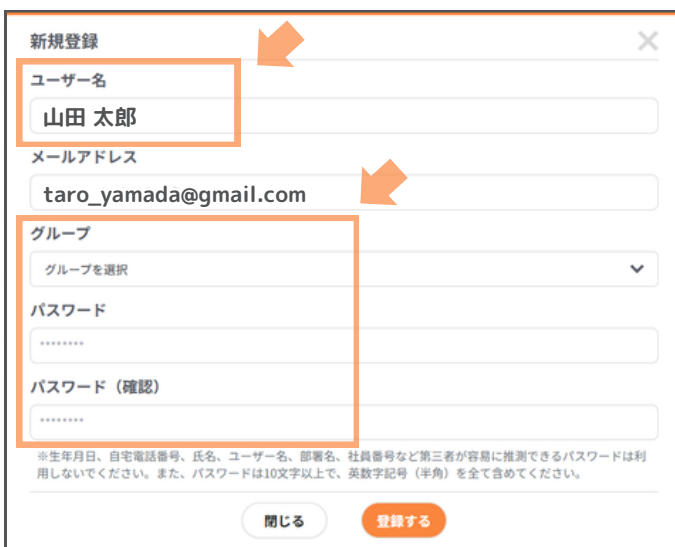 新規登録
ユーザー名
山田 太郎
メールアドレス
taro_yamada@gmail.com
グループ
グループを選択
パスワード
********
パスワード（確認）
********
※生年月日、自宅電話番号、氏名、ユーザー名、部署名、社員番号など第三者が容易に推測できるパスワードは利
用しないでください。また、パスワードは10文字以上で、英数字記号（半角）を全て含めてください。
閉じる
登録する